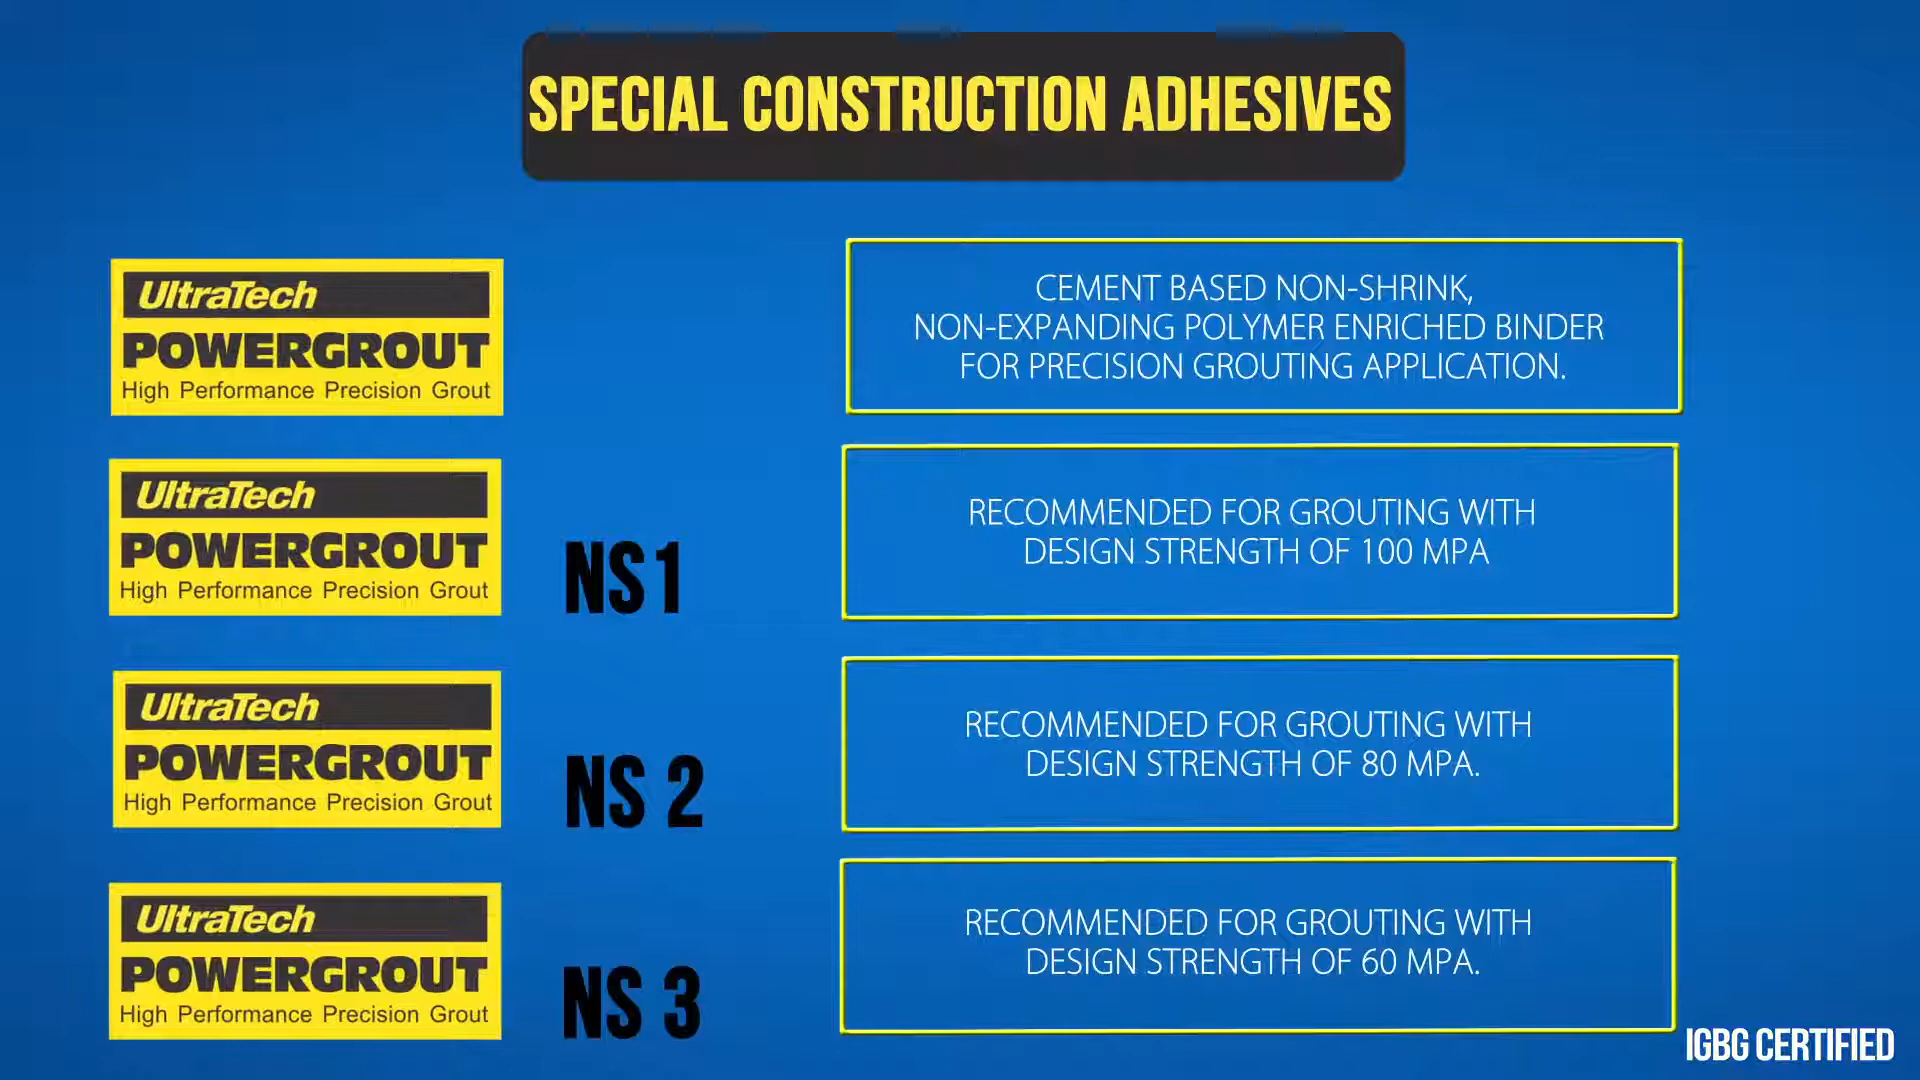 SPECIAL CONSTRUCTION ADHESIVES
UltraTech
POWERGROUT
High Performance Precision Grout
CEMENT BASED NON-SHRINK,
NON-EXPANDING POLYMER ENRICHED BINDER
FOR PRECISION GROUTING APPLICATION.
UltraTech
POWERGROUT
High Performance Precision Grout
NS1
RECOMMENDED FOR GROUTING WITH
DESIGN STRENGTH OF 100 MPA
UltraTech
POWERGROUT
High Performance Precision Grout
NS 2
RECOMMENDED FOR GROUTING WITH
DESIGN STRENGTH OF 80 MPA.
UltraTech
POWERGROUT
High Performance Precision Grout
NS 3
RECOMMENDED FOR GROUTING WITH
DESIGN STRENGTH OF 60 MPA.
IGBG CERTIFIED